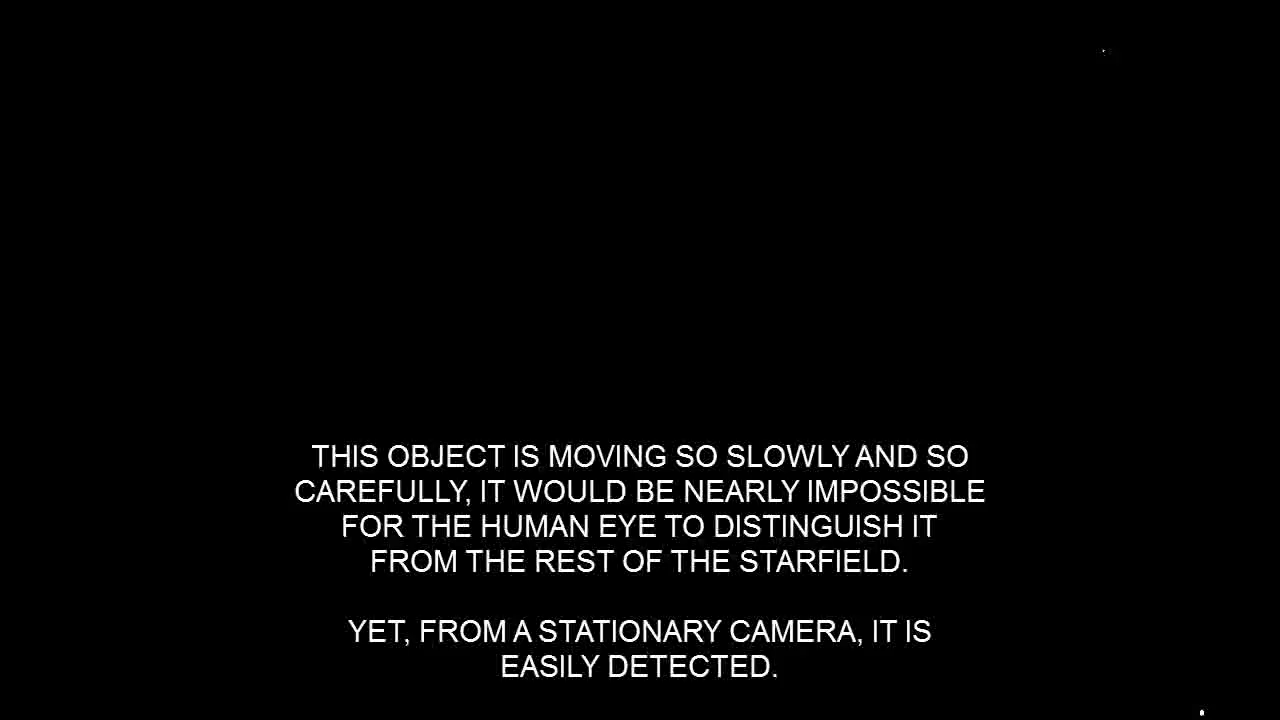 THIS OBJECT IS MOVING SO SLOWLY AND SO
CAREFULLY, IT WOULD BE NEARLY IMPOSSIBLE
FOR THE HUMAN EYE TO DISTINGUISH IT
FROM THE REST OF THE STARFIELD.
YET, FROM A STATIONARY CAMERA, IT IS
EASILY DETECTED.